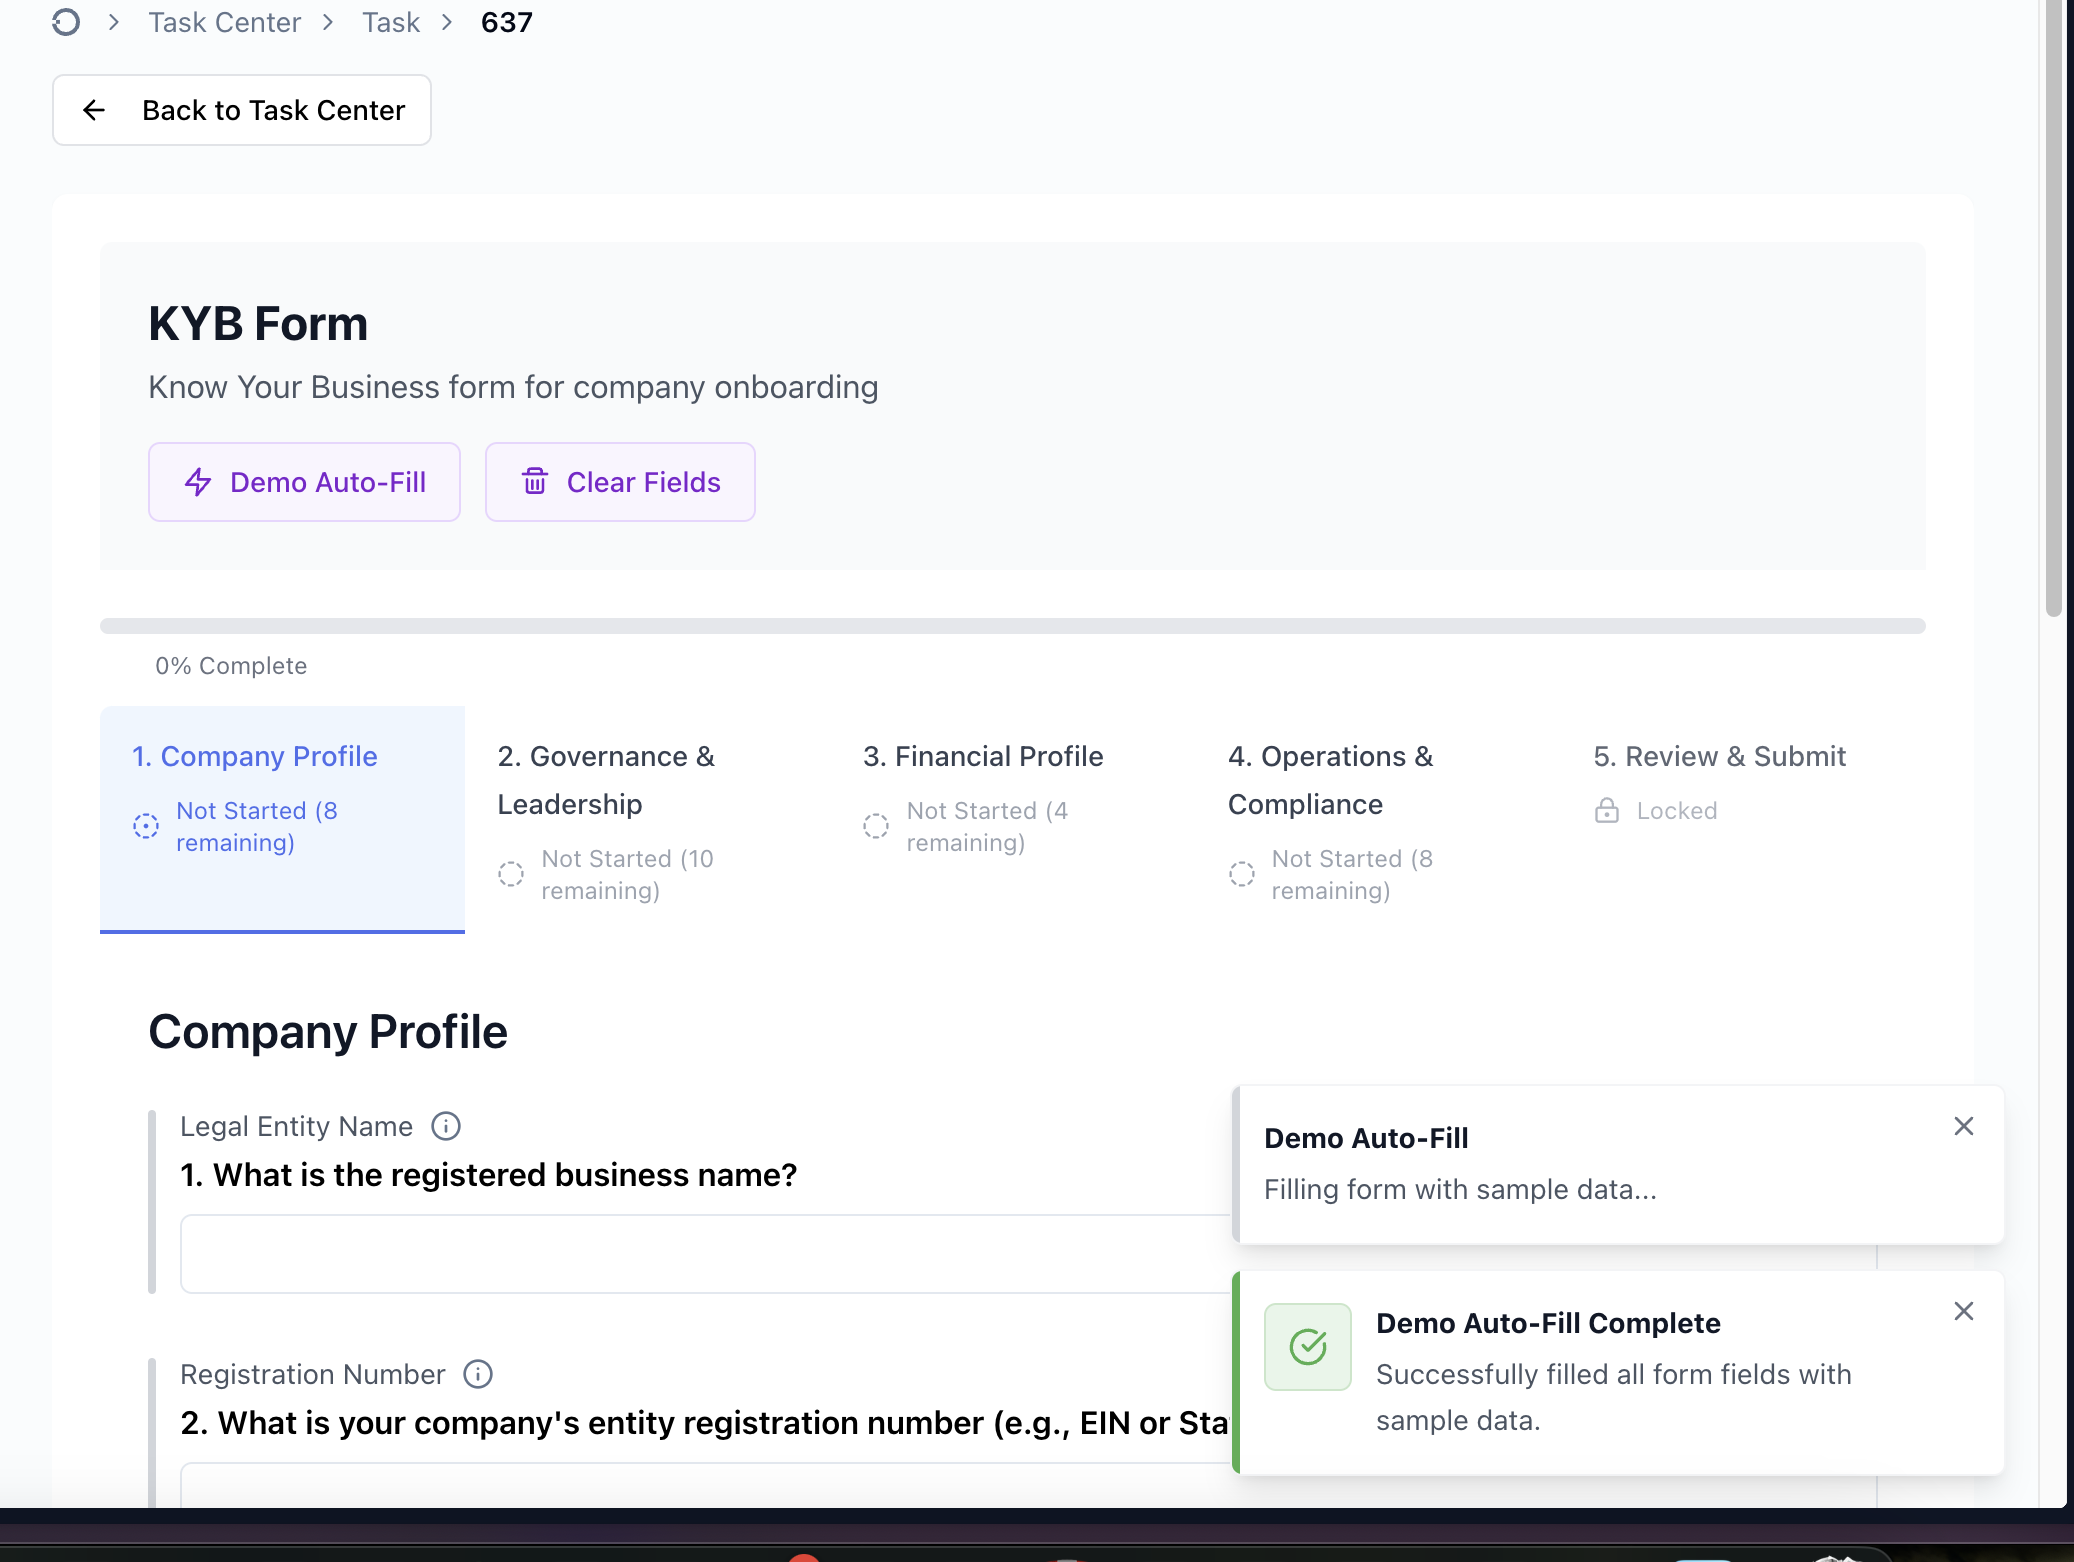 Task Center
Task
637
Back to Task Center
KYB Form
Know Your Business form for company onboarding
Demo Auto-Fill
Clear Fields
0% Complete
1. Company Profile
Not Started (8
remaining)
2. Governance &
Leadership
Not Started (10
remaining)
3. Financial Profile
Not Started (4
remaining)
4. Operations &
Compliance
Not Started (8
remaining)
5. Review & Submit
Locked
Company Profile
Legal Entity Name
1. What is the registered business name?
Registration Number
2. What is your company's entity registration number (e.g., EIN or Sta
Demo Auto-Fill
Filling form with sample data...
Demo Auto-Fill Complete
Successfully filled all form fields with
sample data.